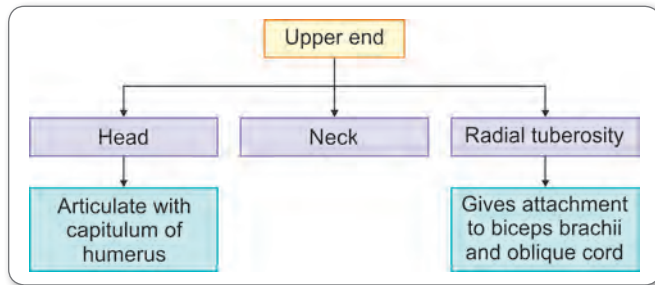 Upper end
Head
Neck
Radial tuberosity
Articulate with
capitulum of
humerus
Gives attachment
to biceps brachii
and oblique cord